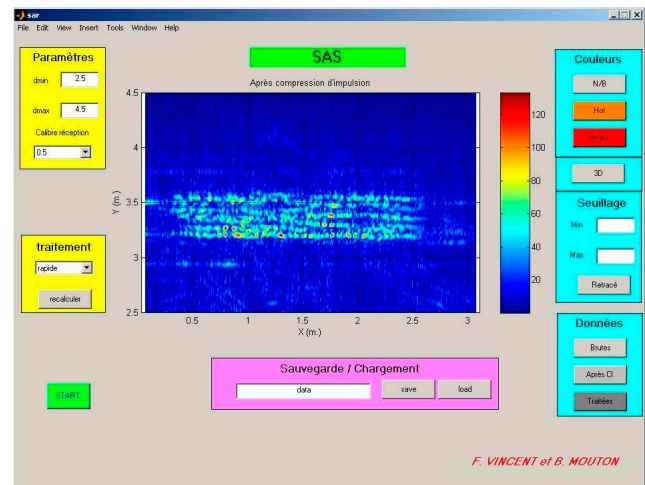 sar
File Edit View Insert Tools Window Help
Paramètres
dmin 2.5
dmax 4.5
Calibre réception
0.5
traitement
rapide
recalculer
START
SAS
Après compression d'impulsion
4.5
4
3.5
3
2.5
Y (m.)
0.5 1 1.5 2 2.5 3
X (m.)
120
100
80
60
40
20
Sauvegarde / Chargement
data save load
Couleurs
N/B
Hot
3D
Seuillage
Min
Max
Retracé
Données
Brutes
Après CI
Traitées
F. VINCENT et B. MOUTON